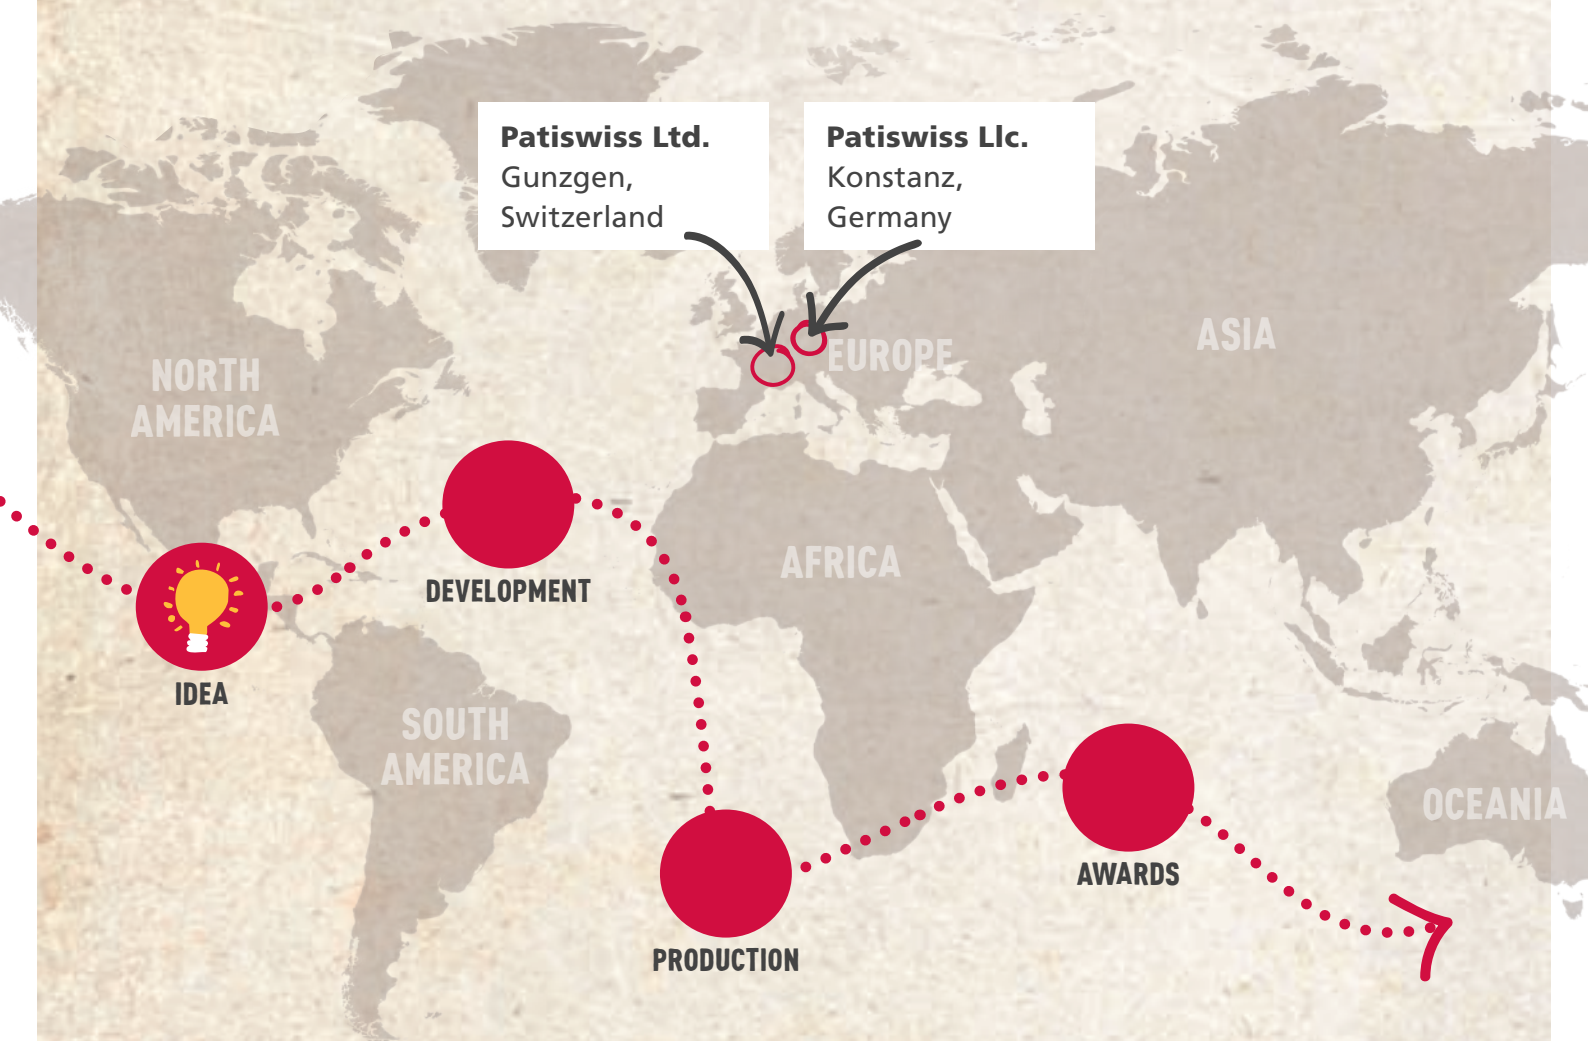 Patiswiss Ltd.
Gunzgen,
Switzerland
Patiswiss Llc.
Konstanz,
Germany
NORTH
AMERICA
EUROPE
ASIA
AFRICA
SOUTH
AMERICA
OCEANIA
IDEA
DEVELOPMENT
PRODUCTION
AWARDS